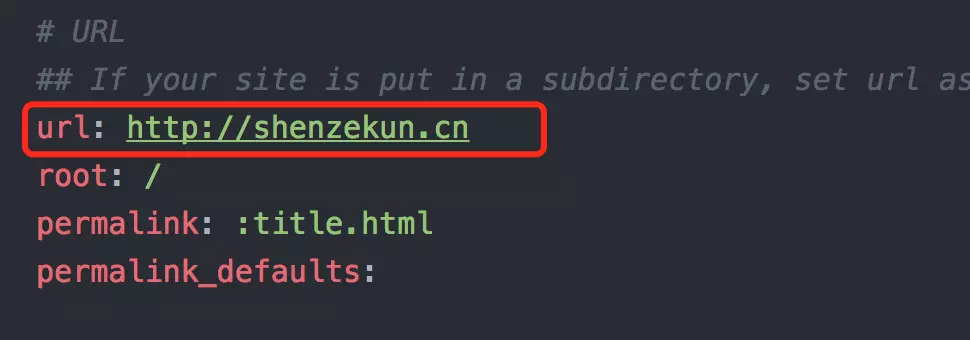 # URL
## If your site is put in a subdirectory, set url as
url: http://shenzekun.cn
root: /
permalink: :title.html
permalink_defaults: